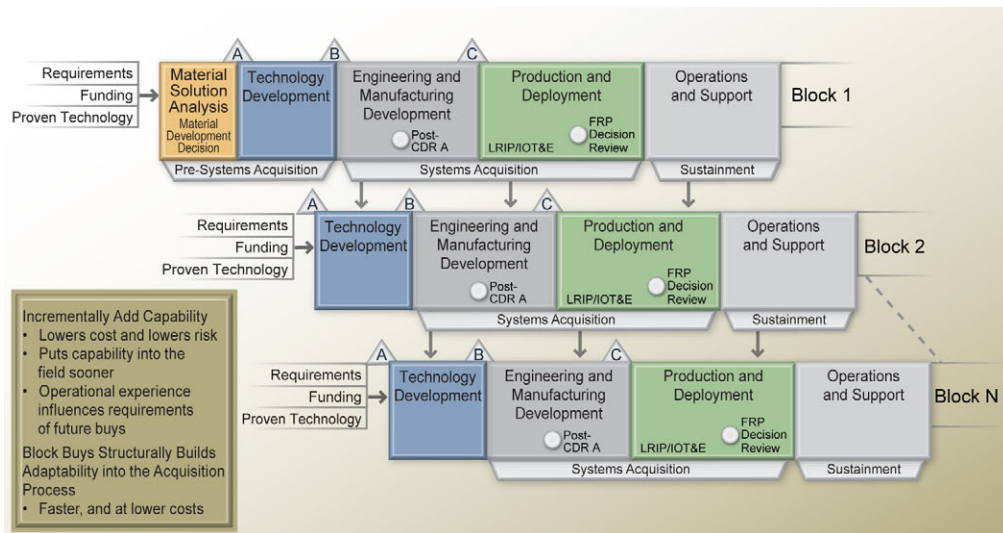 A
B
C
Requirements
Funding
Proven Technology
Material
Solution
Analysis
Material
Development
Decision
Technology
Development
Engineering and
Manufacturing
Development
Post-
CDR A
Production and
Deployment
FRP
Decision
Review
LRIP/IOT&E
Operations
and Support
Block 1
Pre-Systems Acquisition
Systems Acquisition
Sustainment
A
B
C
Requirements
Funding
Proven Technology
Technology
Development
Engineering and
Manufacturing
Development
Post-
CDR A
Production and
Deployment
FRP
Decision
Review
LRIP/IOT&E
Operations
and Support
Block 2
Systems Acquisition
Sustainment
A
B
C
Requirements
Funding
Proven Technology
Technology
Development
Engineering and
Manufacturing
Development
Post-
CDR A
Production and
Deployment
FRP
Decision
Review
LRIP/IOT&E
Operations
and Support
Block N
Systems Acquisition
Sustainment
Incrementally Add Capability
• Lowers cost and lowers risk
• Puts capability into the
field sooner
• Operational experience
influences requirements
of future buys
Block Buys Structurally Builds
Adaptability into the Acquisition
Process
• Faster, and at lower costs